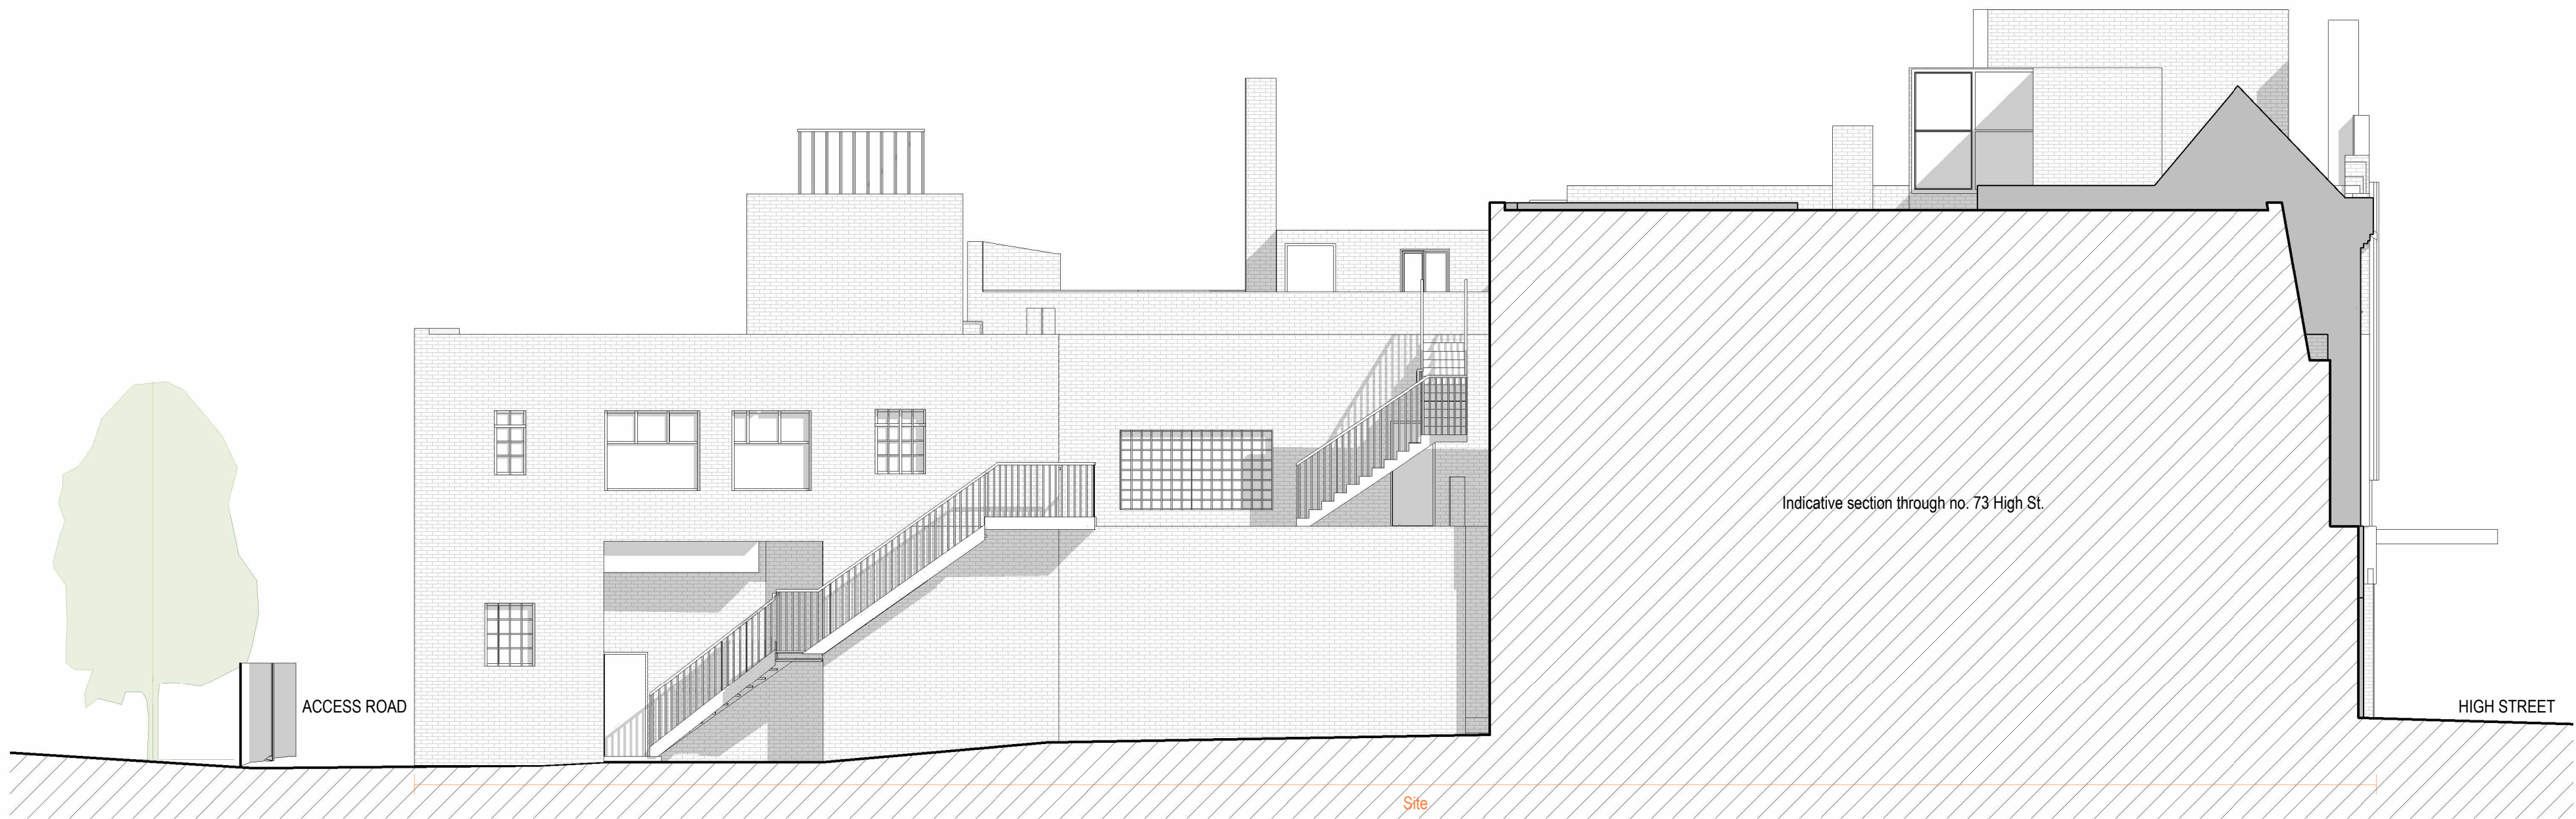 Indicative section through no. 73 High St.
ACCESS ROAD
HIGH STREET
Site